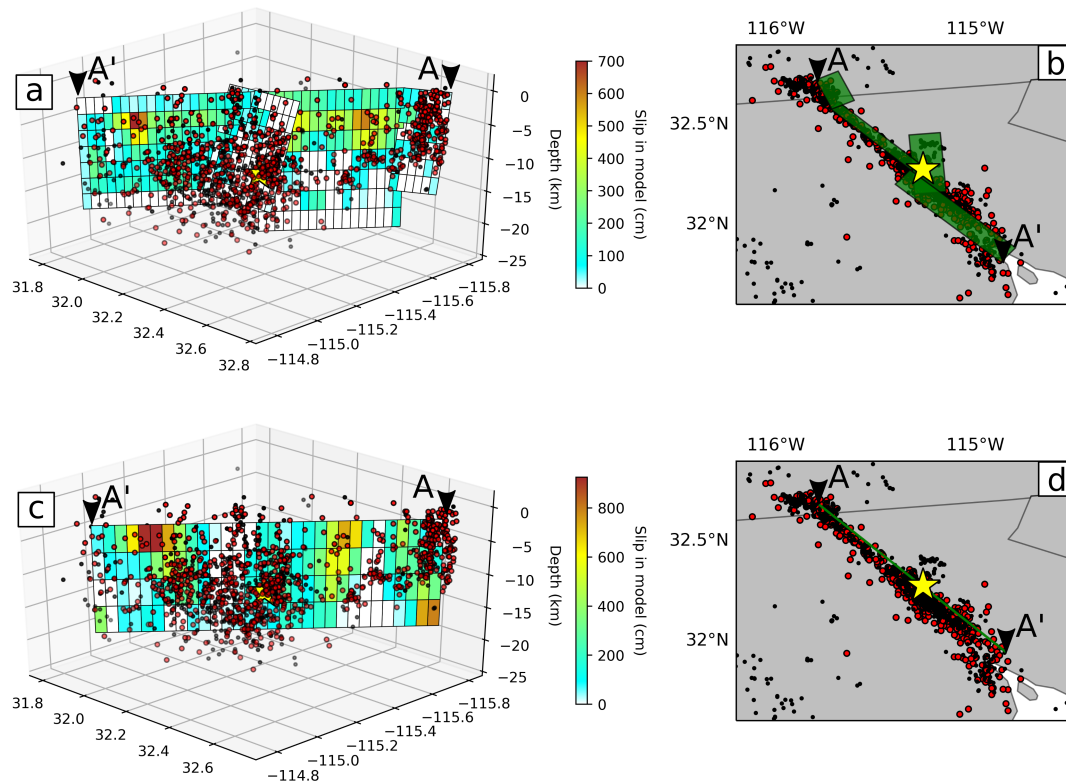 a
A'
A
0
−5
−10
−15
−20
−25
Depth (km)
31.8
32.0
32.2
32.4
32.6
32.8
−114.8
−115.0
−115.2
−115.4
−115.6
−115.8
700
600
500
400
300
200
100
0
Slip in model (cm)
116°W
115°W
b
A
32.5°N
32°N
A'
c
A'
A
0
−5
−10
−15
−20
−25
Depth (km)
31.8
32.0
32.2
32.4
32.6
−114.8
−115.0
−115.2
−115.4
−115.6
−115.8
800
600
400
200
0
Slip in model (cm)
116°W
115°W
d
A
32.5°N
32°N
A'